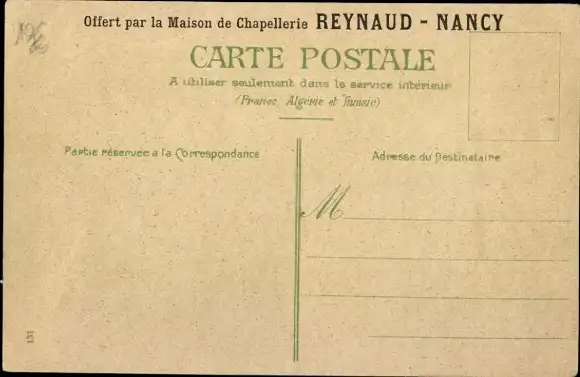 Offert par la Maison de Chapellerie REYNAUD - NANCY
CARTE POSTALE
A utiliser seulement dans le service intérieur
(France, Algérie et Tunisie)
Partie réservée à la Correspondance
Adresse du Destinataire
M
131